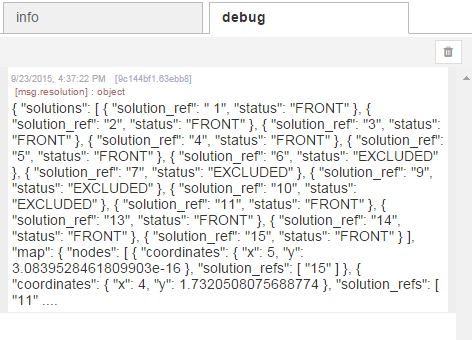 info
debug
9/23/2015, 4:37:22 PM [9c144bf1.63ebb8]
[msg.resolution] : object
{ "solutions": [ { "solution_ref": " 1", "status": "FRONT" }, {
"solution_ref": "2", "status": "FRONT" }, { "solution_ref": "3", "status":
"FRONT" }, { "solution_ref": "4", "status": "FRONT" }, { "solution_ref":
"5", "status": "FRONT" }, { "solution_ref": "6", "status": "EXCLUDED"
}, { "solution_ref": "7", "status": "EXCLUDED" }, { "solution_ref": "9",
"status": "EXCLUDED" }, { "solution_ref": "10", "status":
"EXCLUDED" }, { "solution_ref": "11", "status": "FRONT" }, {
"solution_ref": "13", "status": "FRONT" }, { "solution_ref": "14",
"status": "FRONT" }, { "solution_ref": "15", "status": "FRONT" } ],
"map": { "nodes": [ { "coordinates": { "x": 5, "y":
3.0839528461809903e-16 }, "solution_refs": [ "15" ] }, {
"coordinates": { "x": 4, "y": 1.7320508075688774 }, "solution_refs": [
"11" ....